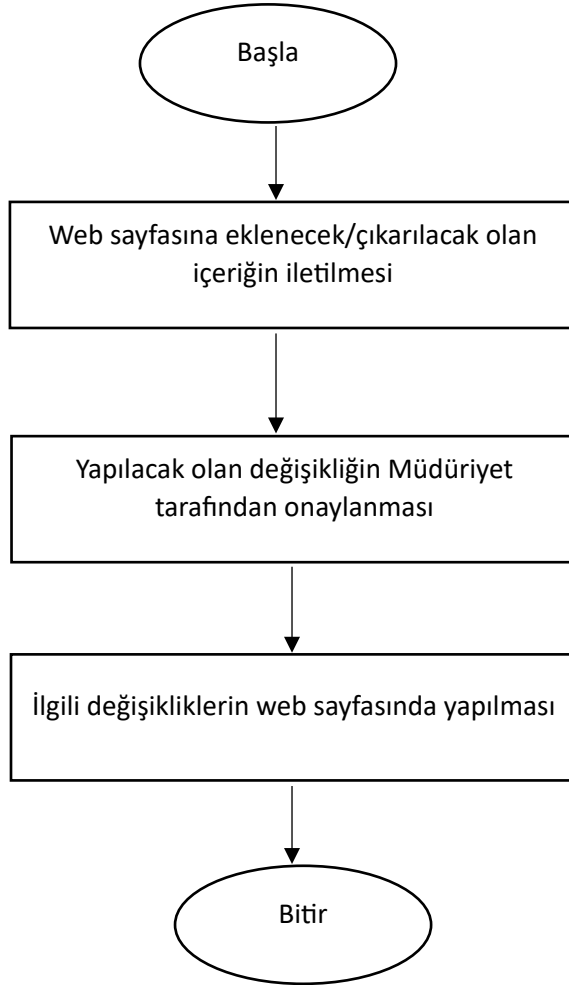 Başla
Web sayfasına eklenecek/çıkarılacak olan
içeriğin iletilmesi
Yapılacak olan değişikliğin Müdüriyet
tarafından onaylanması
İlgili değişikliklerin web sayfasında yapılması
Bitir